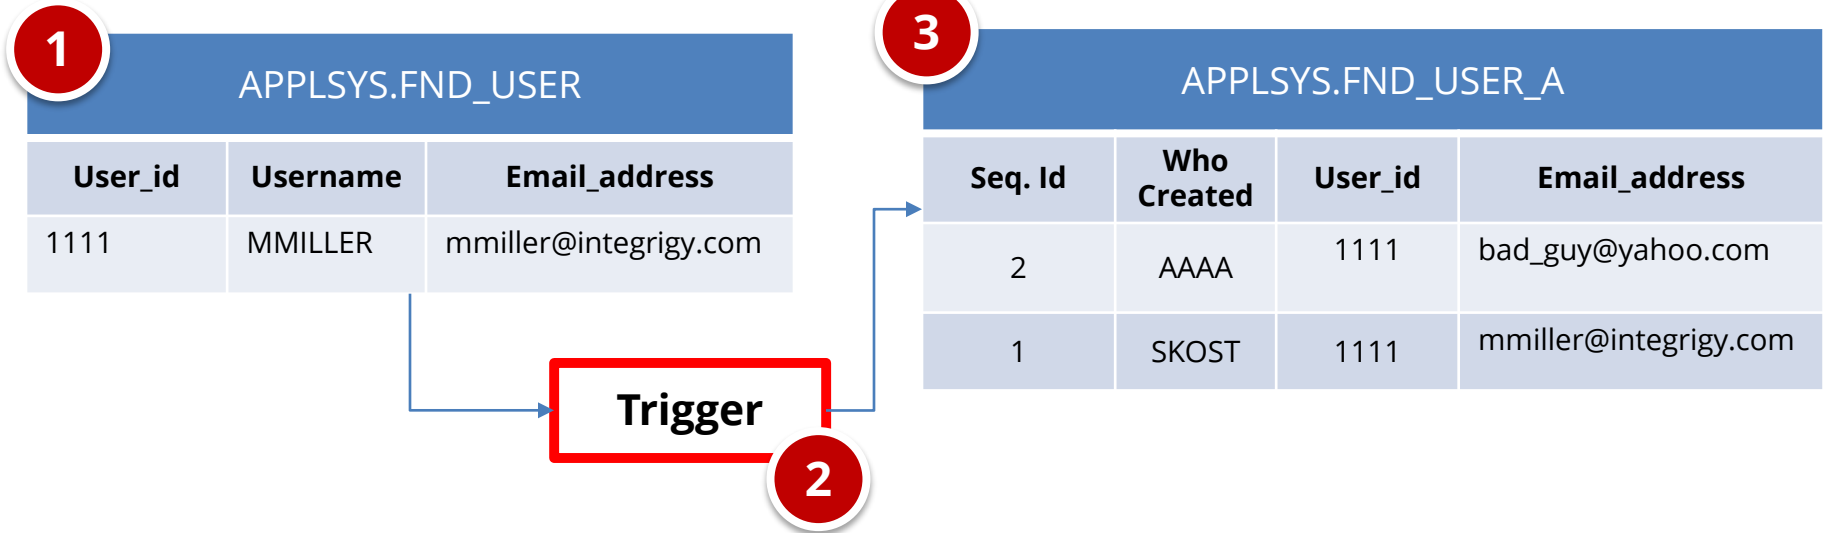 1
APPLSYS.FND_USER
User_id Username Email_address
1111 MMILLER mmiller@integrigy.com
Trigger
2
3
APPLSYS.FND_USER_A
Seq. Id Who Created User_id Email_address
2 AAAA 1111 bad_guy@yahoo.com
1 SKOST 1111 mmiller@integrigy.com